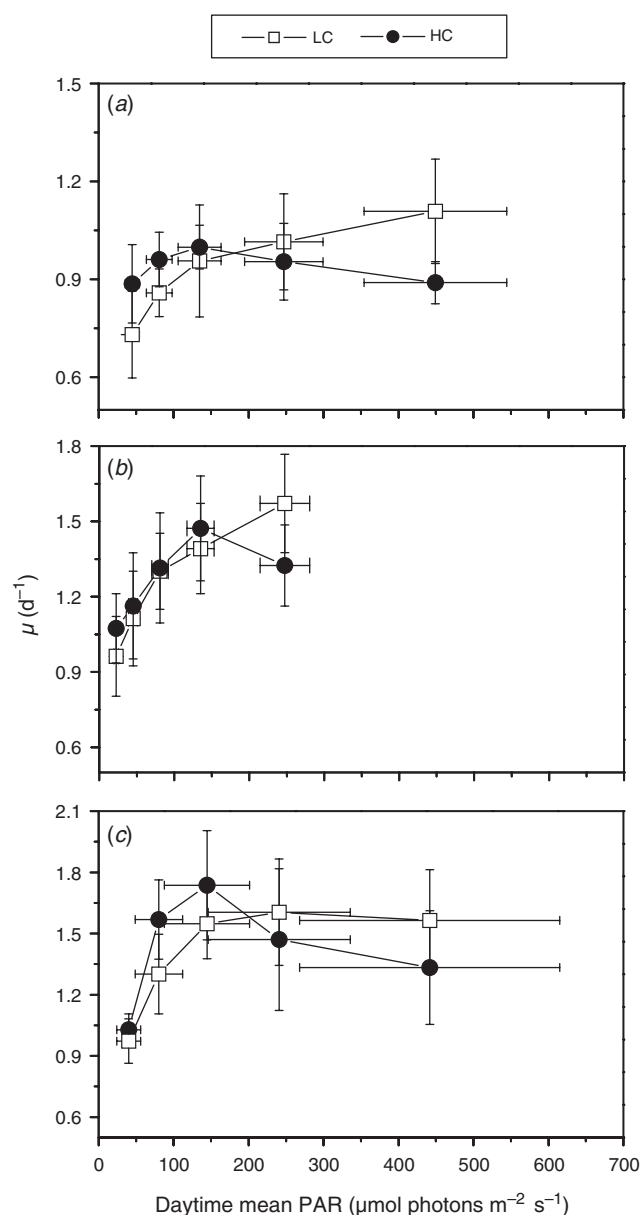 LC HC
(a)
1.5
1.2
0.9
0.6
(b)
1.8
1.5
1.2
0.9
0.6
μ (d⁻¹)
(c)
2.1
1.8
1.5
1.2
0.9
0.6
0 100 200 300 400 500 600 700
Daytime mean PAR (μmol photons m⁻² s⁻¹)